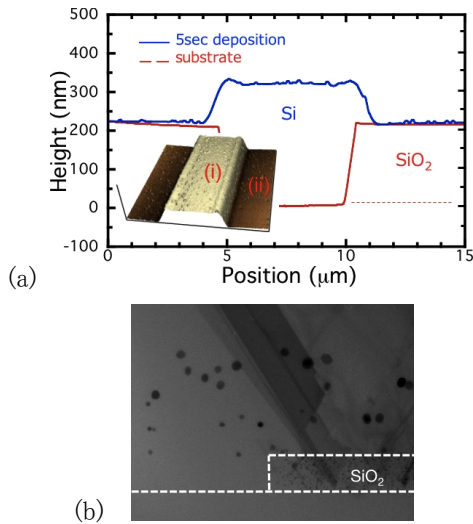 (a)
5sec deposition
substrate
Height (nm)
500
400
300
200
100
0
-100
Si
SiO₂
(i)
(ii)
0
5
10
15
Position (μm)
(b)
SiO₂